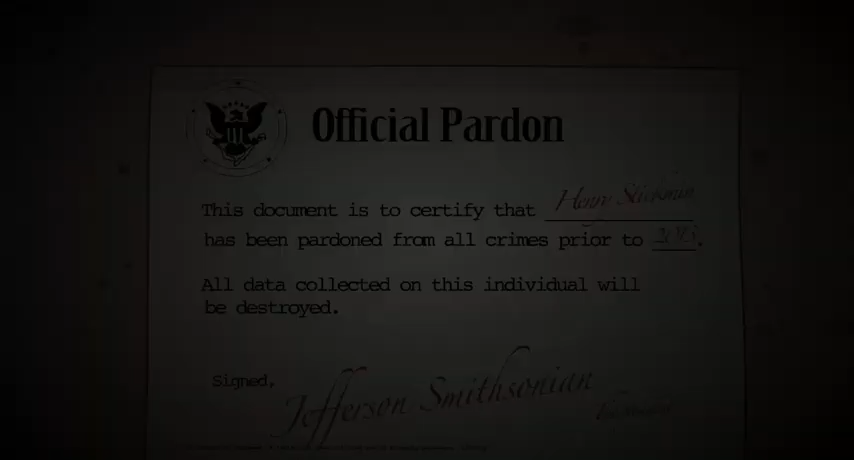 Official Pardon
This document is to certify that Henry Stickmin
has been pardoned from all crimes prior to 2013.
All data collected on this individual will
be destroyed.
Signed,
Jefferson Smithsonian